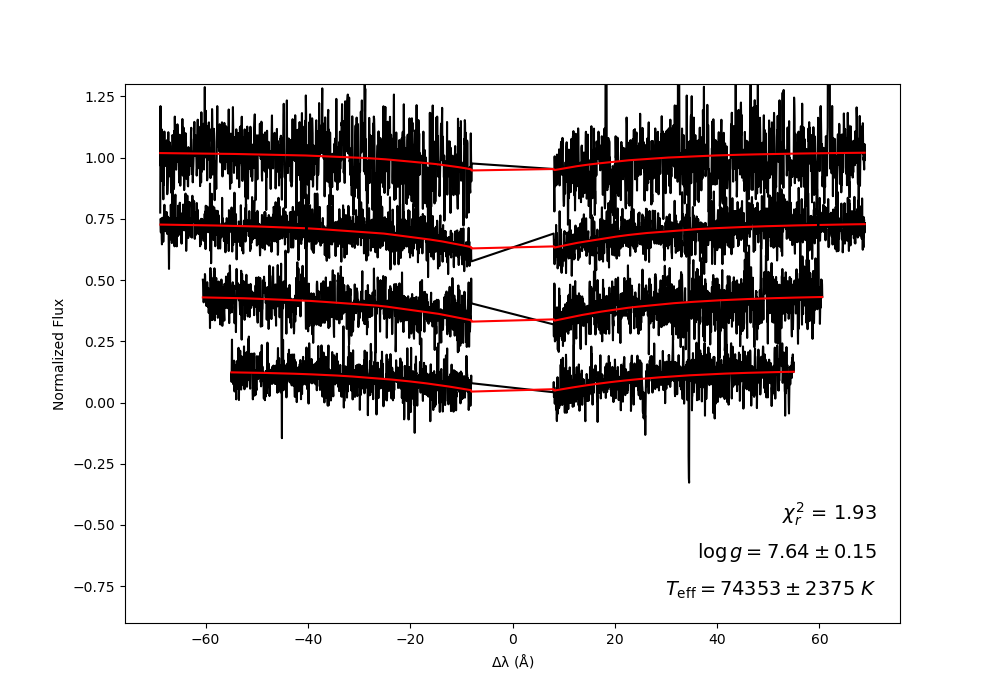 1.25
1.00
0.75
0.50
0.25
0.00
−0.25
−0.50
−0.75
Normalized Flux
χ²ᵣ = 1.93
log g = 7.64 ± 0.15
T_eff = 74353 ± 2375 K
−60 −40 −20 0 20 40 60
Δλ (Å)